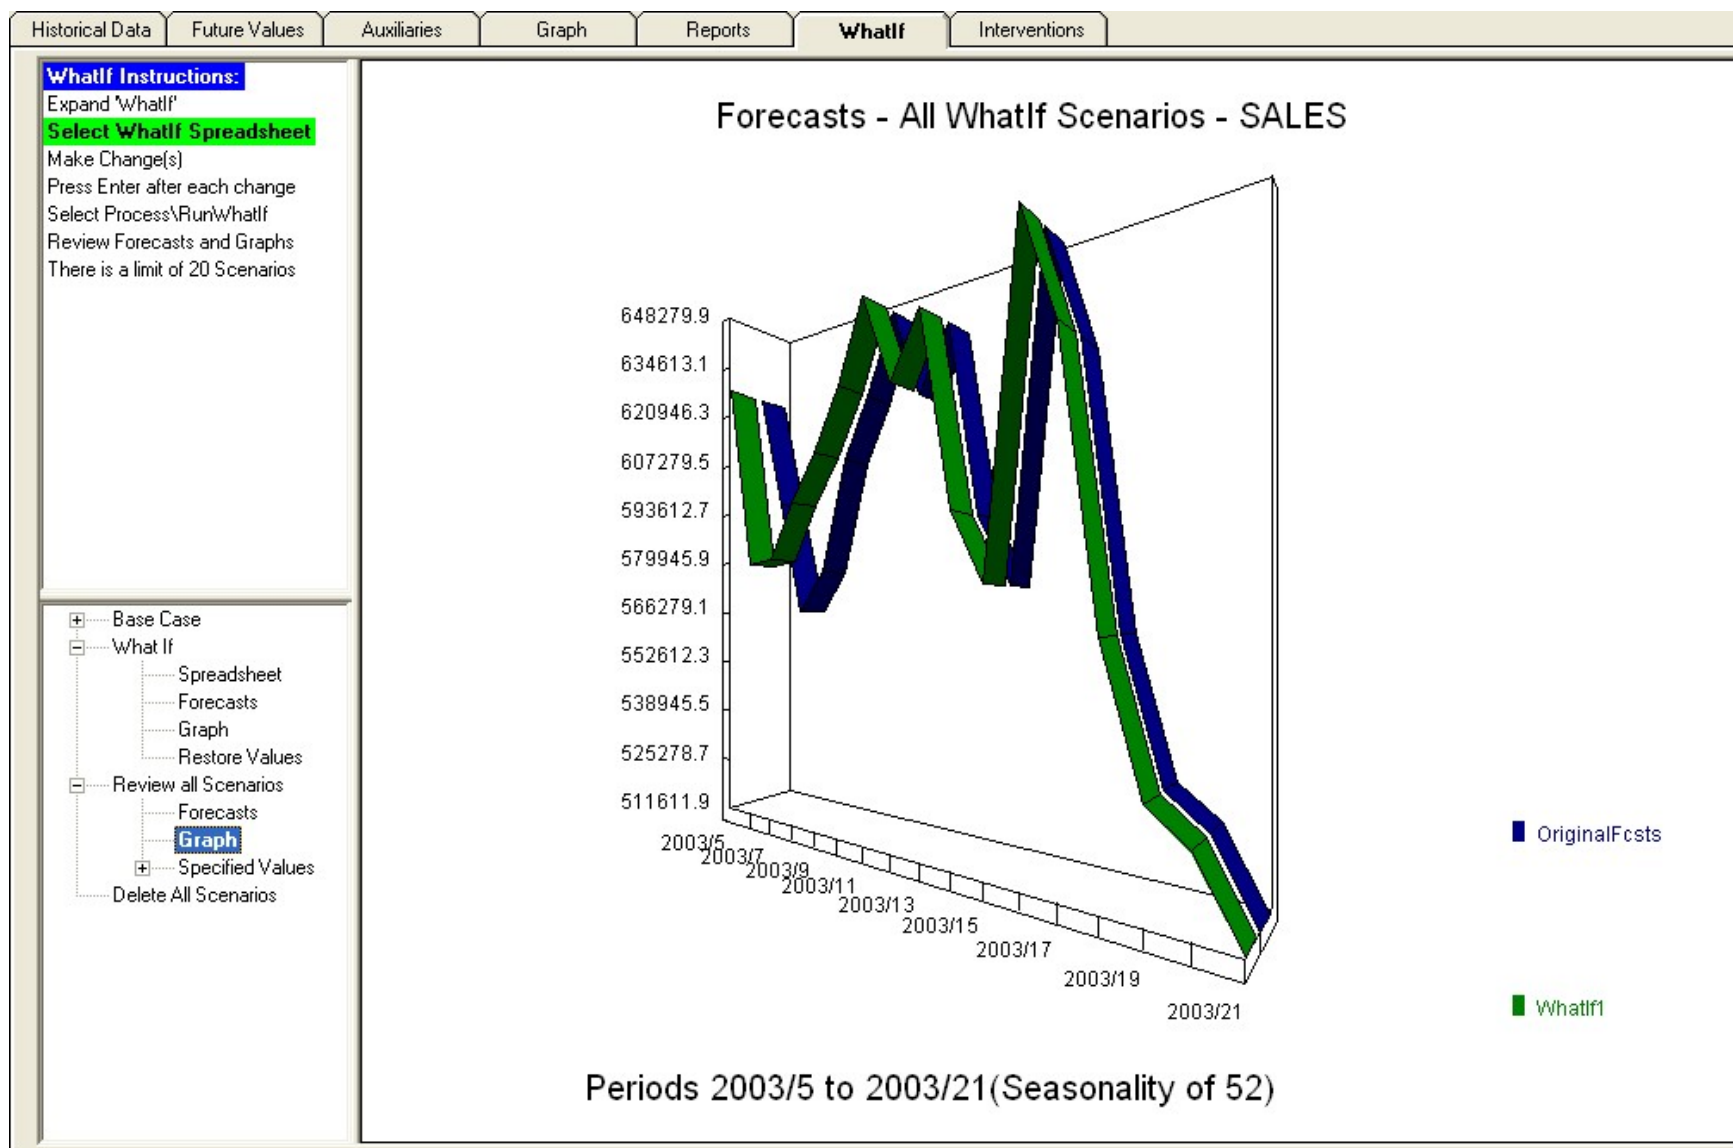 Historical Data Future Values Auxiliaries Graph Reports WhatIf Interventions
WhatIf Instructions:
Expand 'WhatIf'
Select WhatIf Spreadsheet
Make Change(s)
Press Enter after each change
Select Process\RunWhatIf
Review Forecasts and Graphs
There is a limit of 20 Scenarios
Base Case
What If
Spreadsheet
Forecasts
Graph
Restore Values
Review all Scenarios
Forecasts
Graph
Specified Values
Delete All Scenarios
Forecasts - All WhatIf Scenarios - SALES
648279.9
634613.1
620946.3
607279.5
593612.7
579945.9
566279.1
552612.3
538945.5
525278.7
511611.9
2003/5
2003/7
2003/9
2003/11
2003/13
2003/15
2003/17
2003/19
2003/21
OriginalFcsts
WhatIf1
Periods 2003/5 to 2003/21(Seasonality of 52)